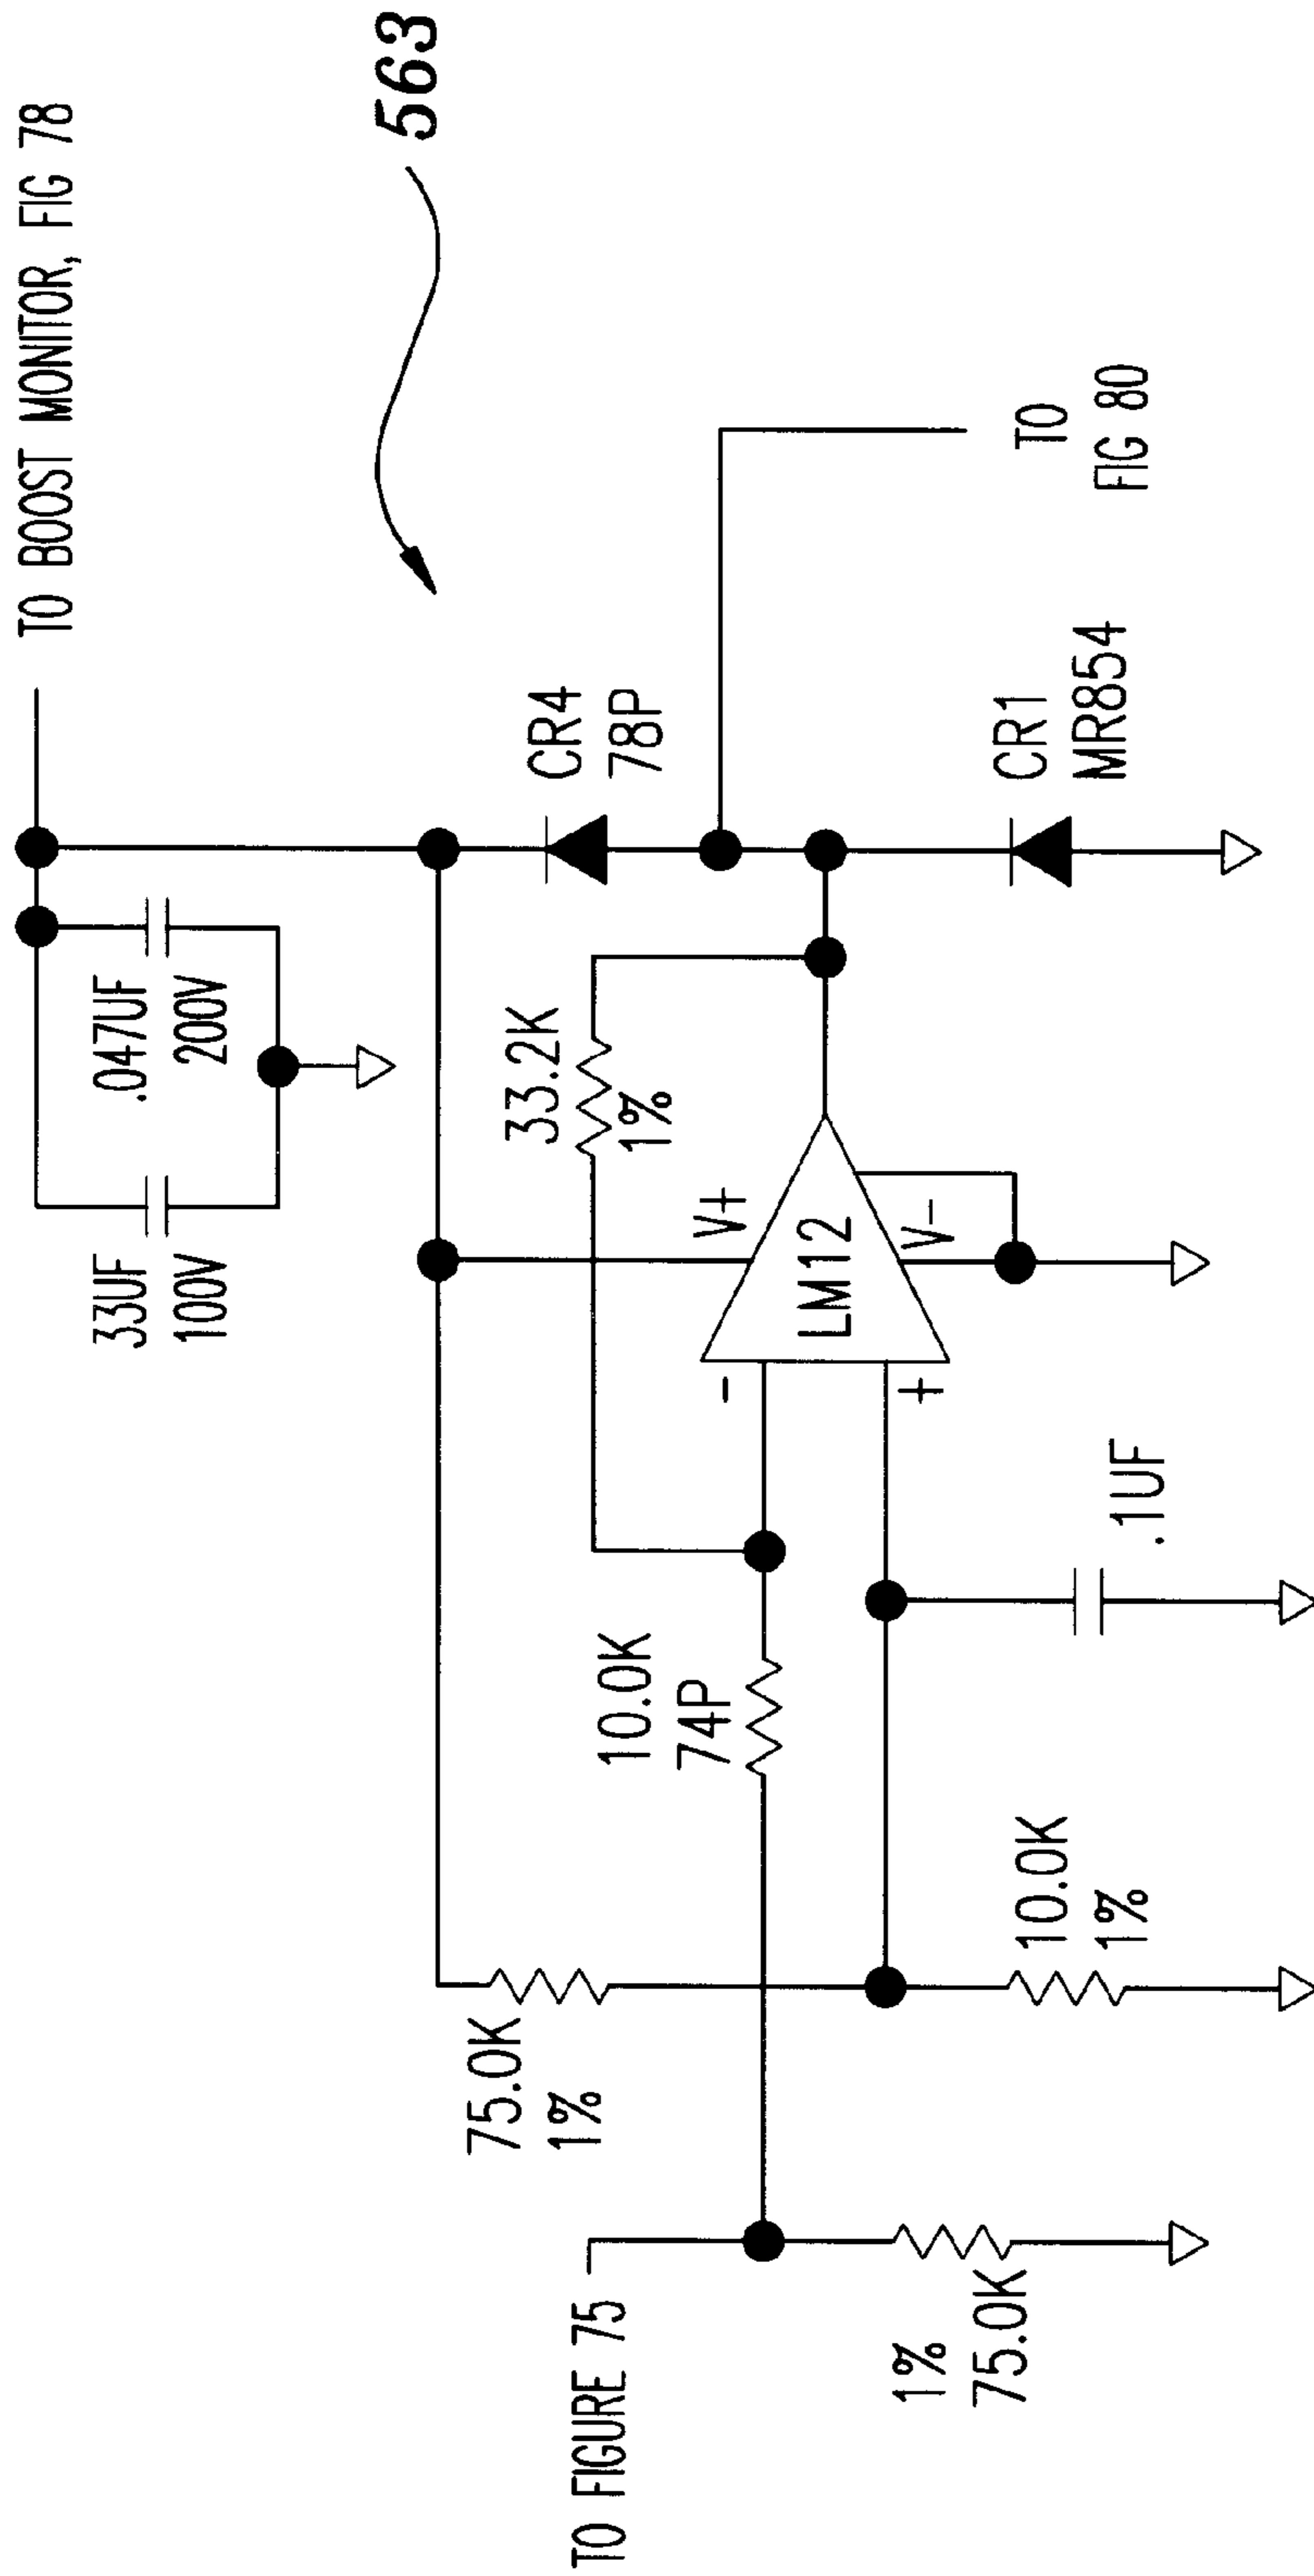 TO BOOST MONITOR, FIG 78
33UF
100V
.047UF
200V
563
75.0K
1%
33.2K
1%
CR4
78P
10.0K
74P
V+
-
LM12
+
V-
TO
FIG 80
TO FIGURE 75
1%
75.0K
10.0K
1%
.1UF
CR1
MR854